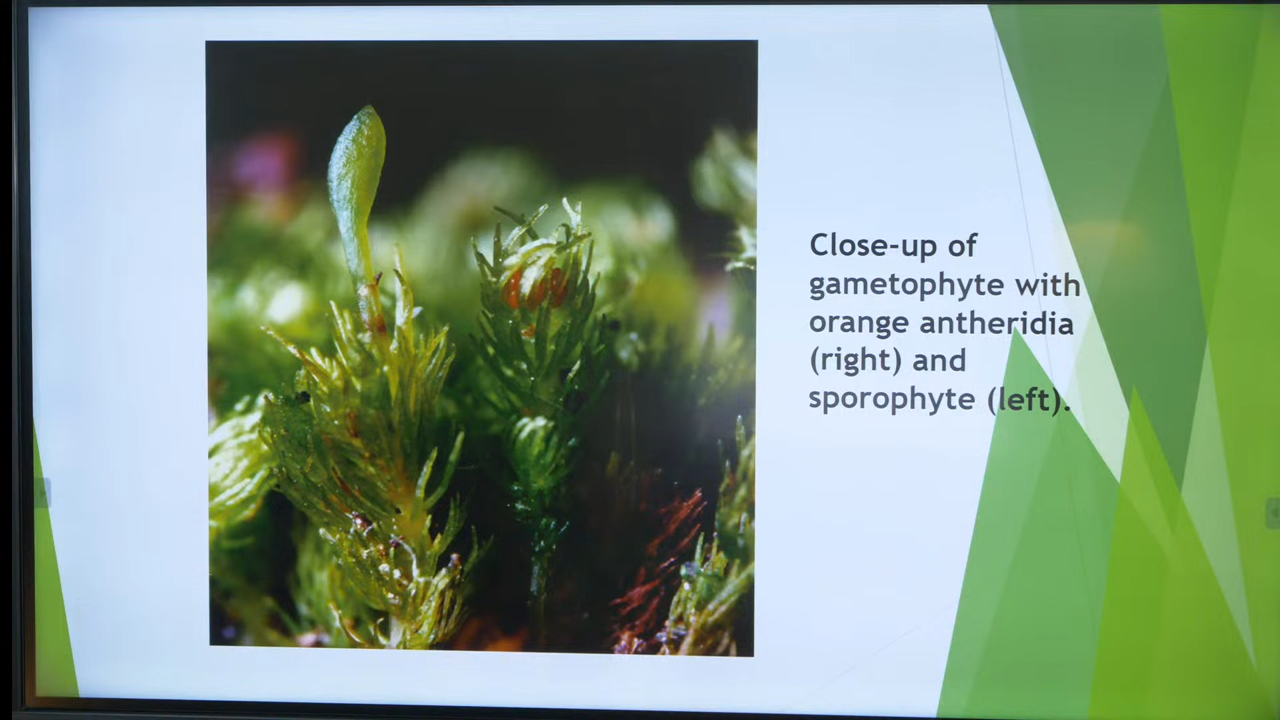 Close-up of
gametophyte with
orange antheridia
(right) and
sporophyte (left).